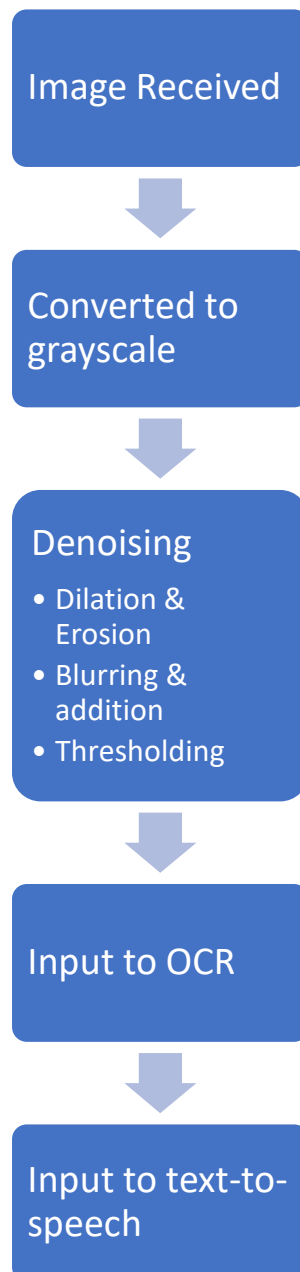 Image Received
Converted to
grayscale
Denoising
• Dilation &
Erosion
• Blurring &
addition
• Thresholding
Input to OCR
Input to text-to-
speech